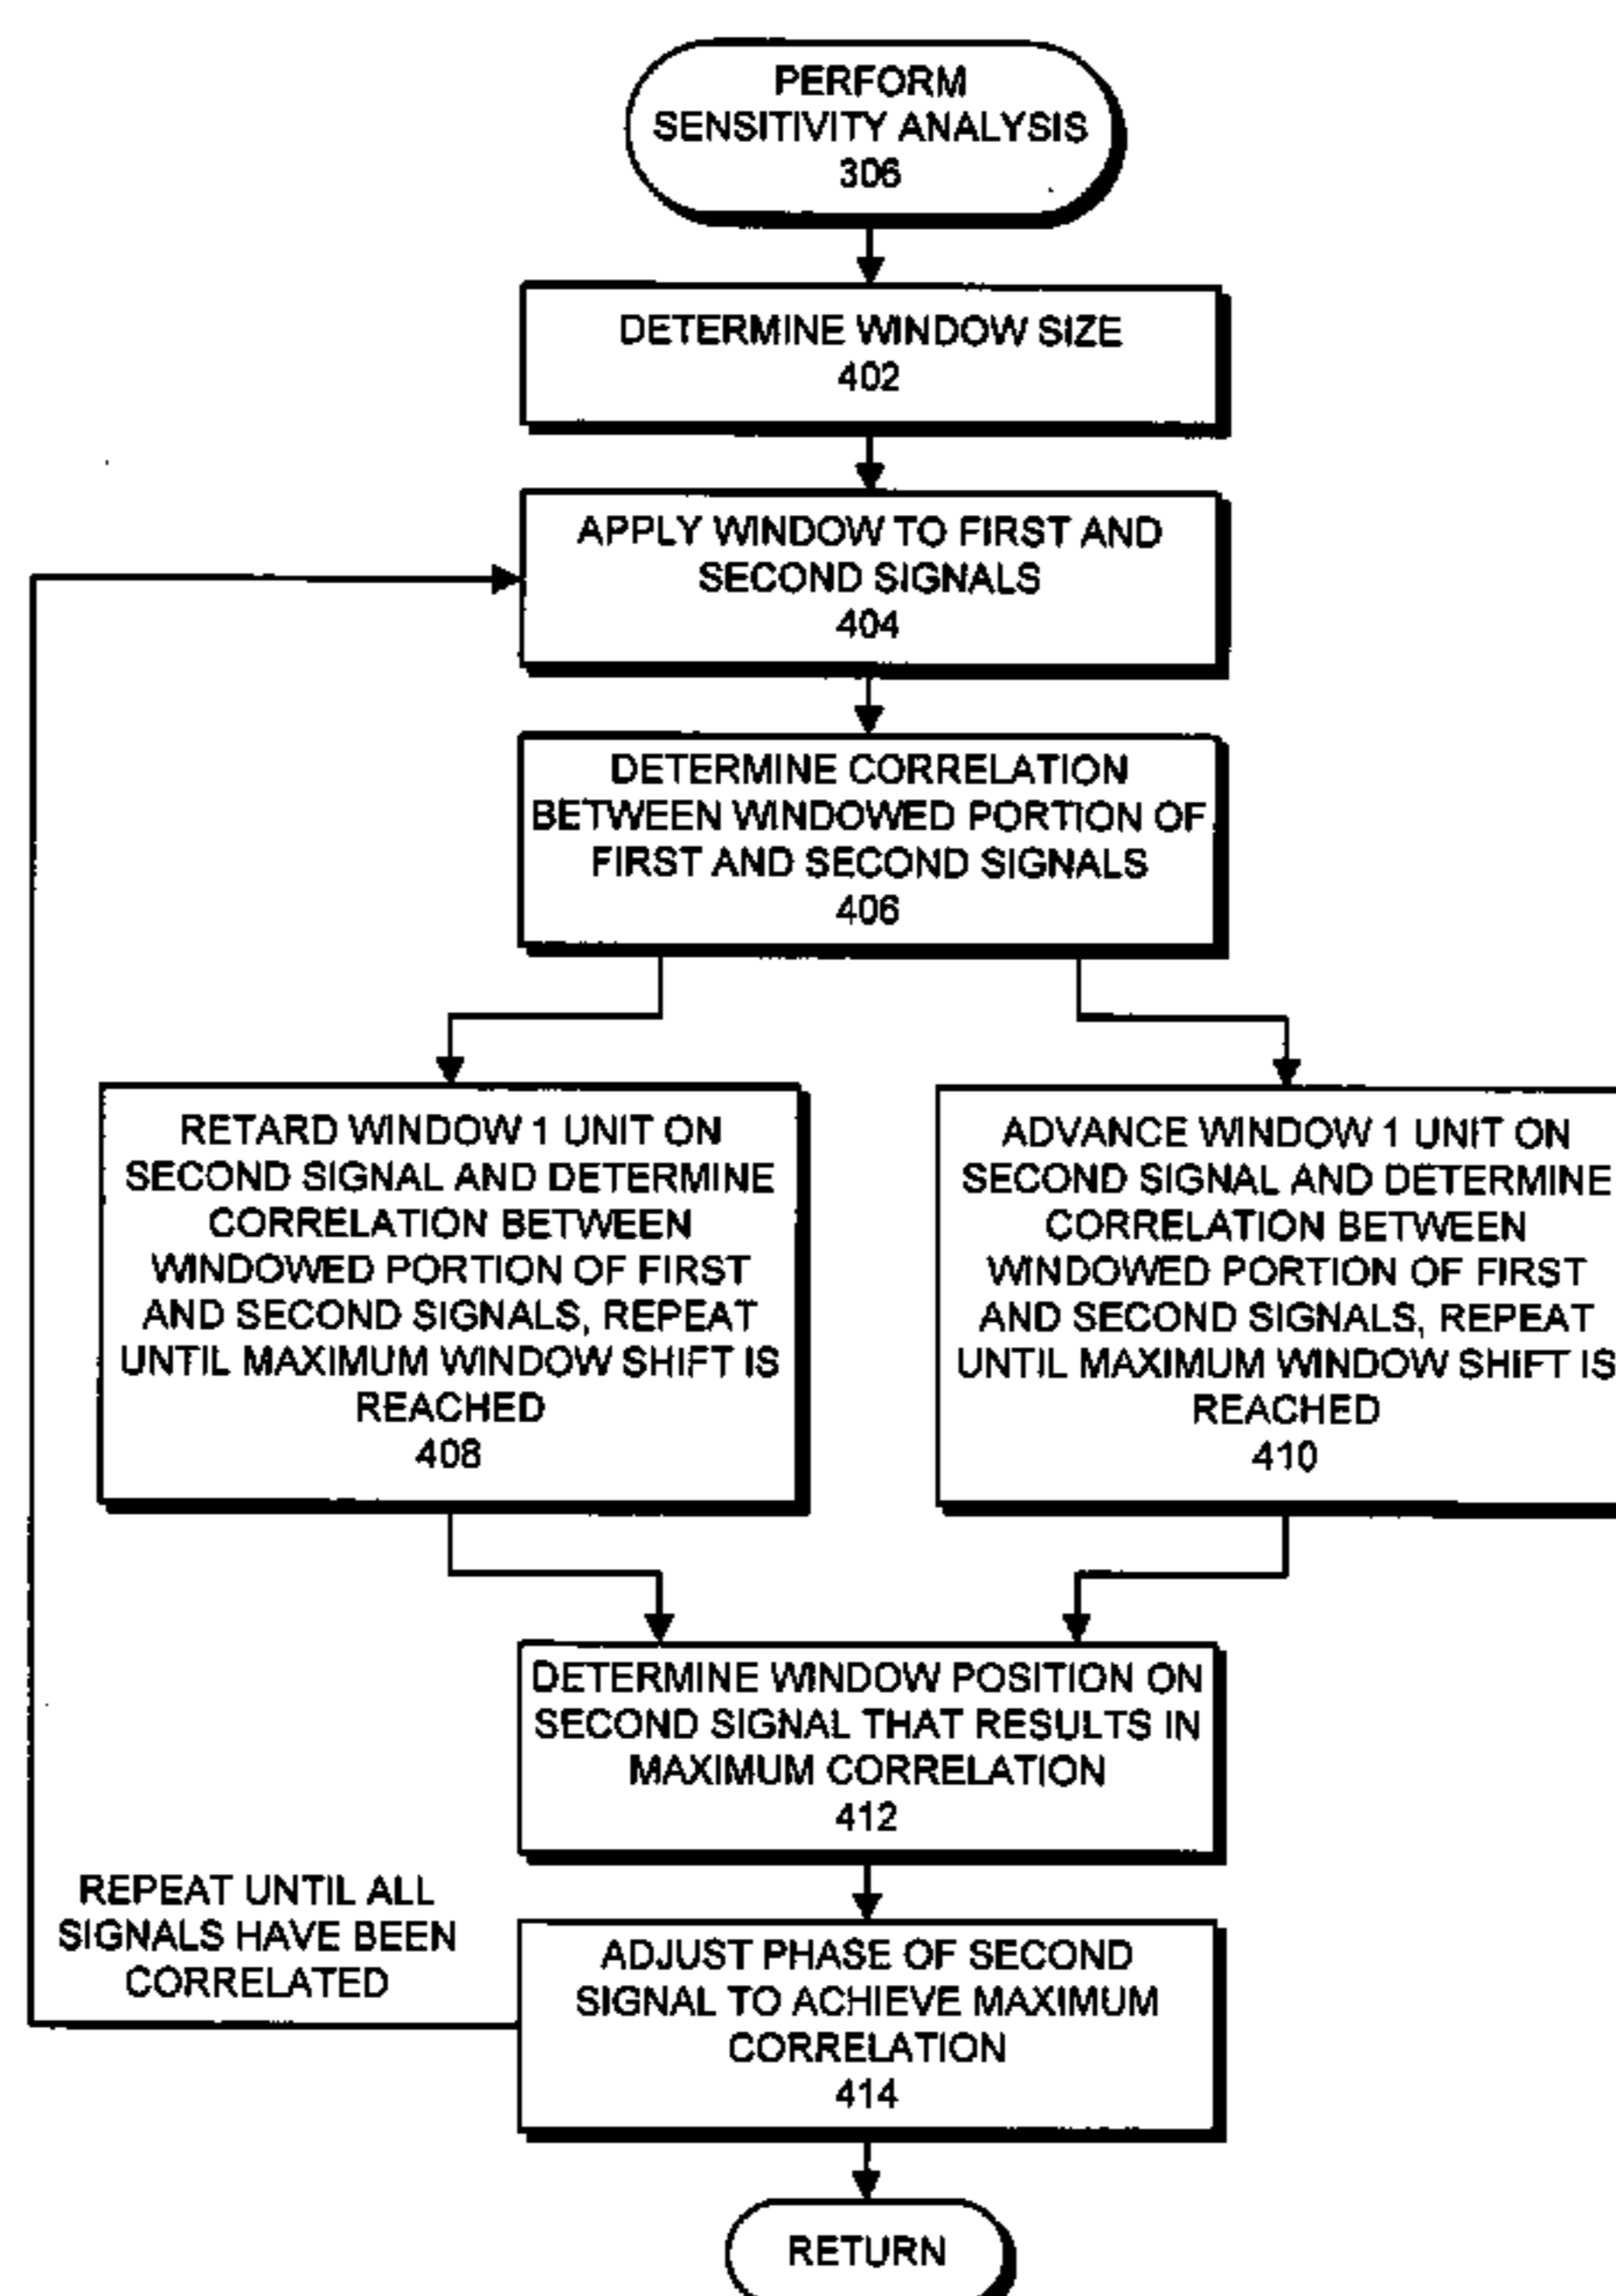 PERFORM
SENSITIVITY ANALYSIS
306
DETERMINE WINDOW SIZE
402
APPLY WINDOW TO FIRST AND
SECOND SIGNALS
404
DETERMINE CORRELATION
BETWEEN WINDOWED PORTION OF
FIRST AND SECOND SIGNALS
406
RETARD WINDOW 1 UNIT ON
SECOND SIGNAL AND DETERMINE
CORRELATION BETWEEN
WINDOWED PORTION OF FIRST
AND SECOND SIGNALS, REPEAT
UNTIL MAXIMUM WINDOW SHIFT IS
REACHED
408
ADVANCE WINDOW 1 UNIT ON
SECOND SIGNAL AND DETERMINE
CORRELATION BETWEEN
WINDOWED PORTION OF FIRST
AND SECOND SIGNALS, REPEAT
UNTIL MAXIMUM WINDOW SHIFT IS
REACHED
410
DETERMINE WINDOW POSITION ON
SECOND SIGNAL THAT RESULTS IN
MAXIMUM CORRELATION
412
REPEAT UNTIL ALL
SIGNALS HAVE BEEN
CORRELATED
ADJUST PHASE OF SECOND
SIGNAL TO ACHIEVE MAXIMUM
CORRELATION
414
RETURN